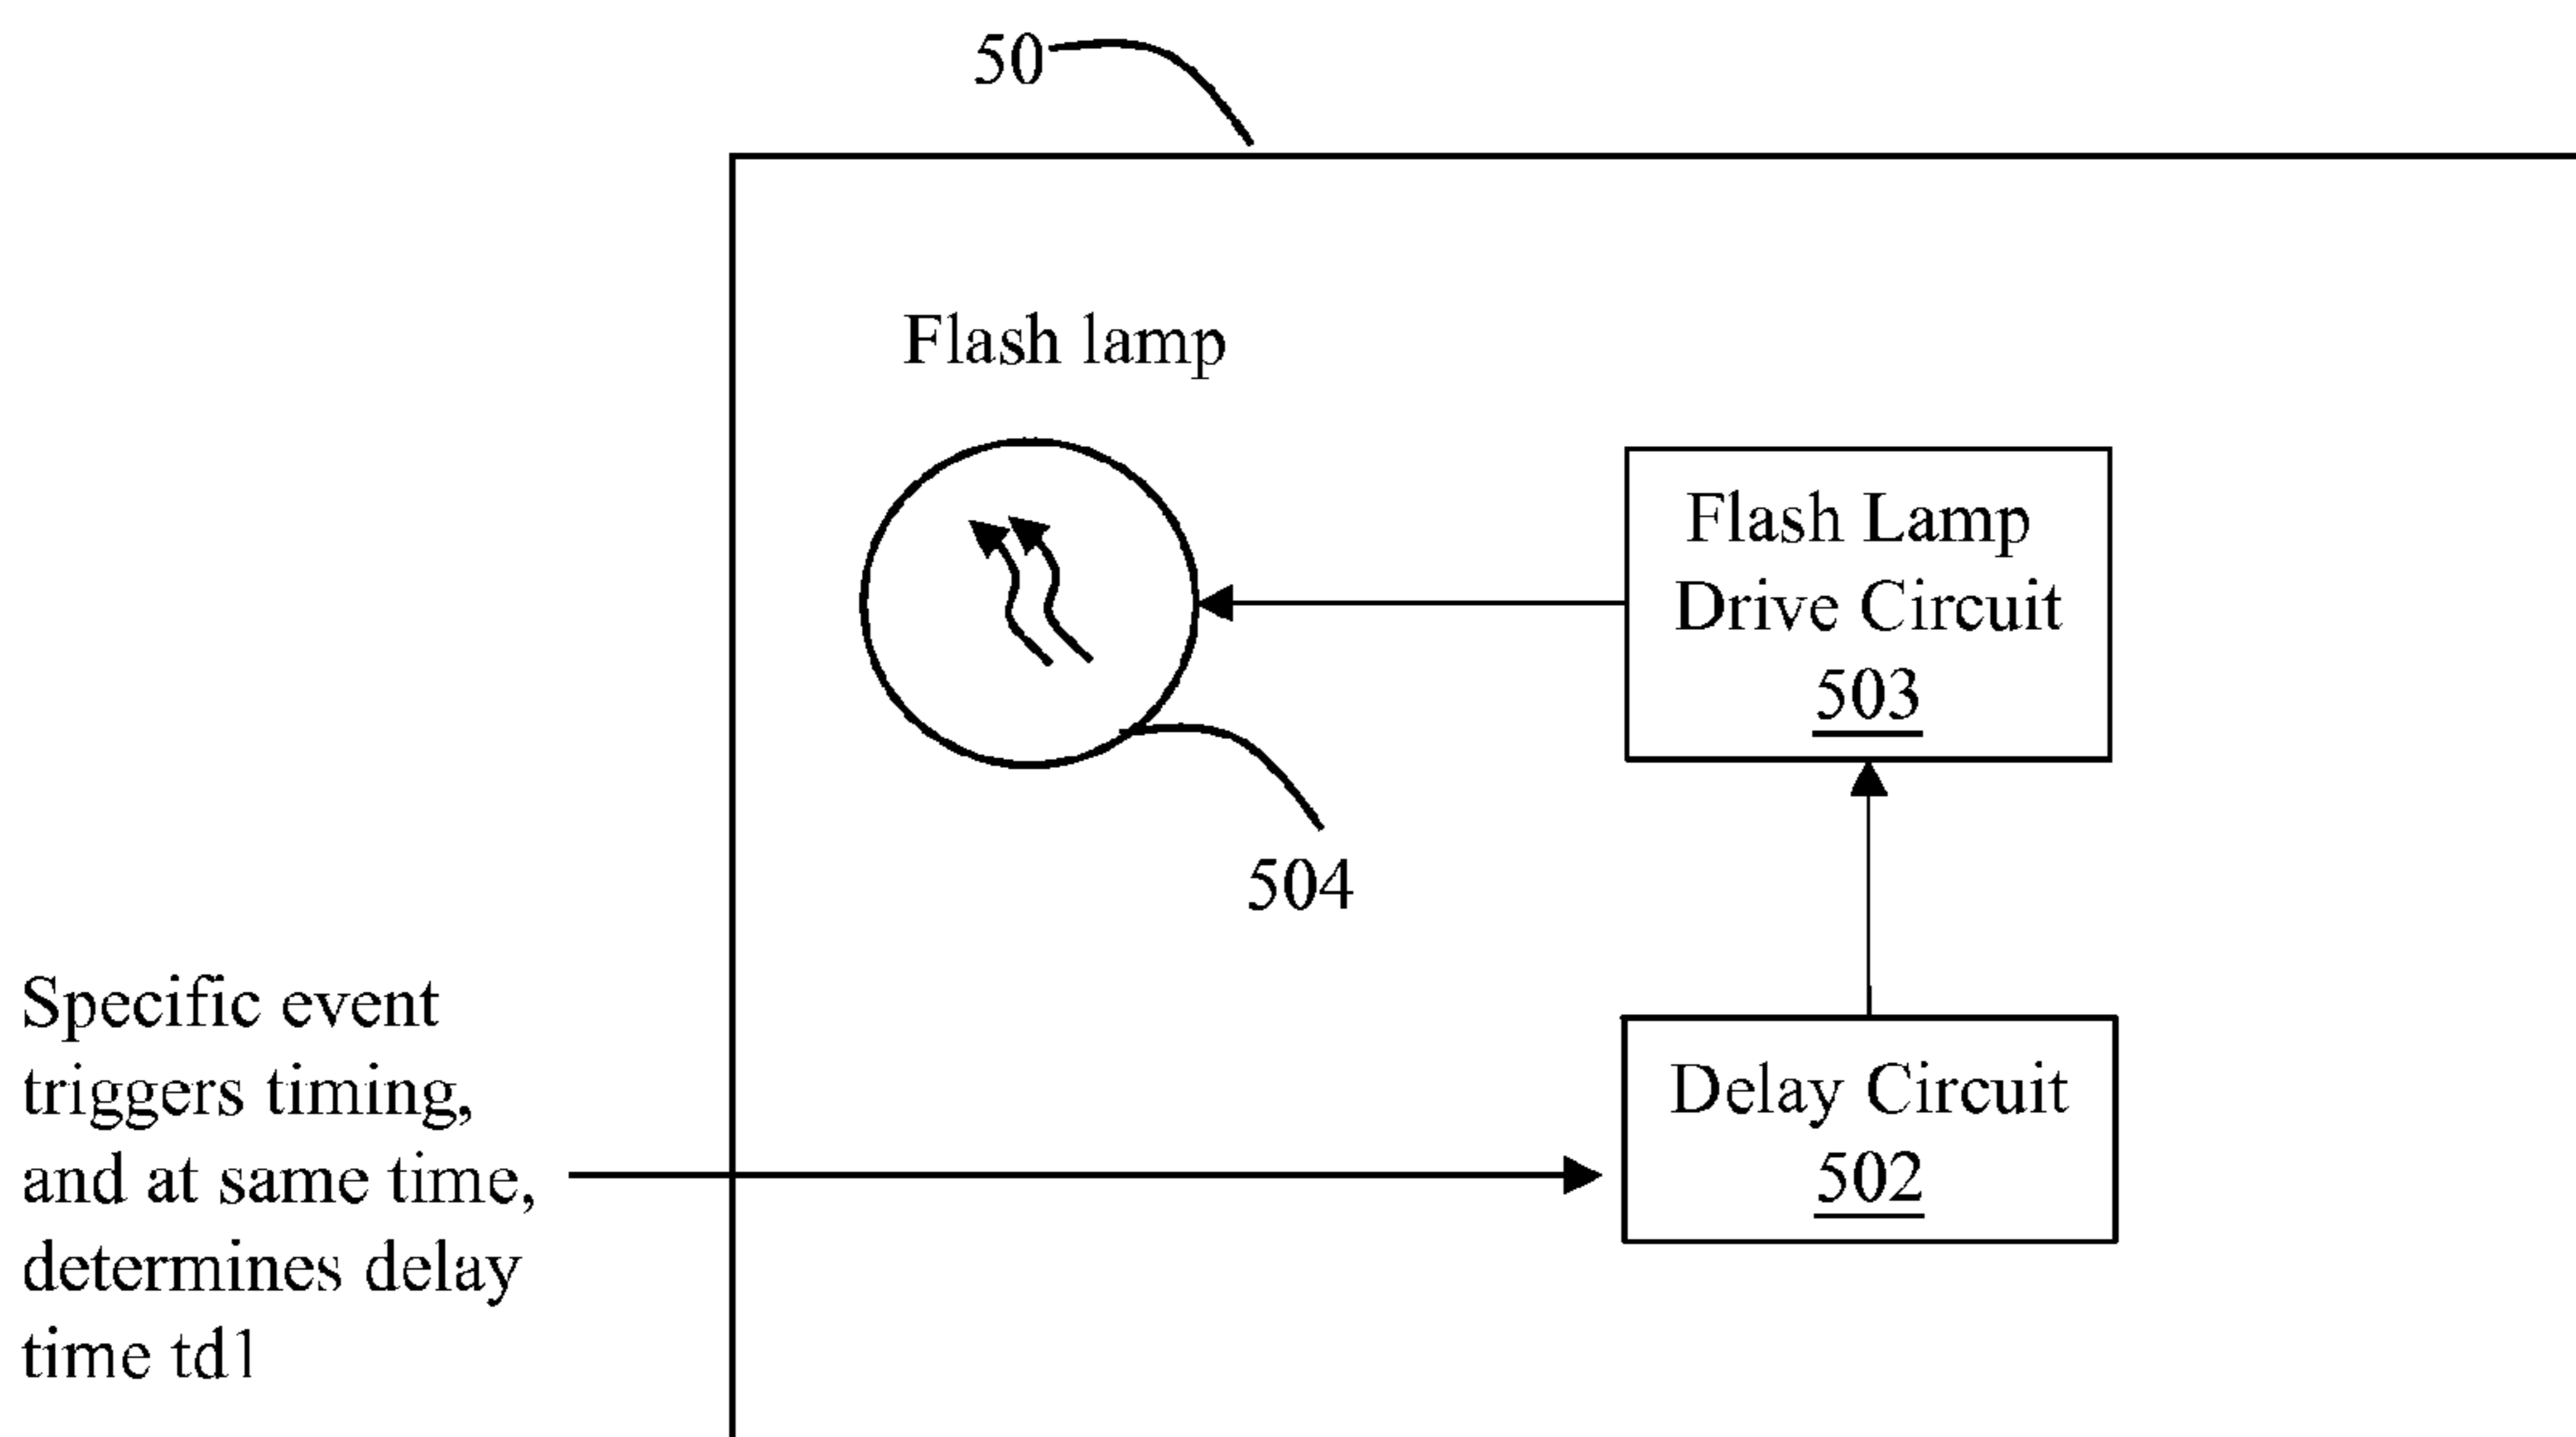 50
Flash lamp
Flash Lamp
Drive Circuit
503
504
Specific event
triggers timing,
and at same time,
determines delay
time td1
Delay Circuit
502